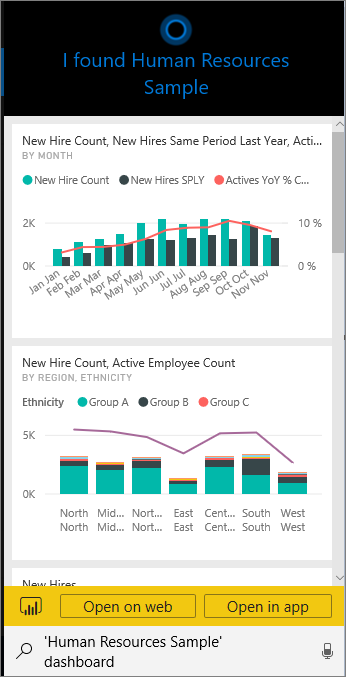 I found Human Resources
Sample
New Hire Count, New Hires Same Period Last Year, Acti...
BY MONTH
New Hire Count New Hires SPLY Actives YoY % C...
2K 10 %
0K 0 %
Jan Jan Feb Feb Mar Mar Apr Apr May May Jun Jun Jul Jul Aug Aug Sep Sep Oct Oct Nov Nov
New Hire Count, Active Employee Count
BY REGION, ETHNICITY
Ethnicity Group A Group B Group C
5K
0K
North Mid... Nort... East Cent... South West
North Mid... Nort... East Cent... South West
New Hires
Open on web Open in app
'Human Resources Sample'
dashboard